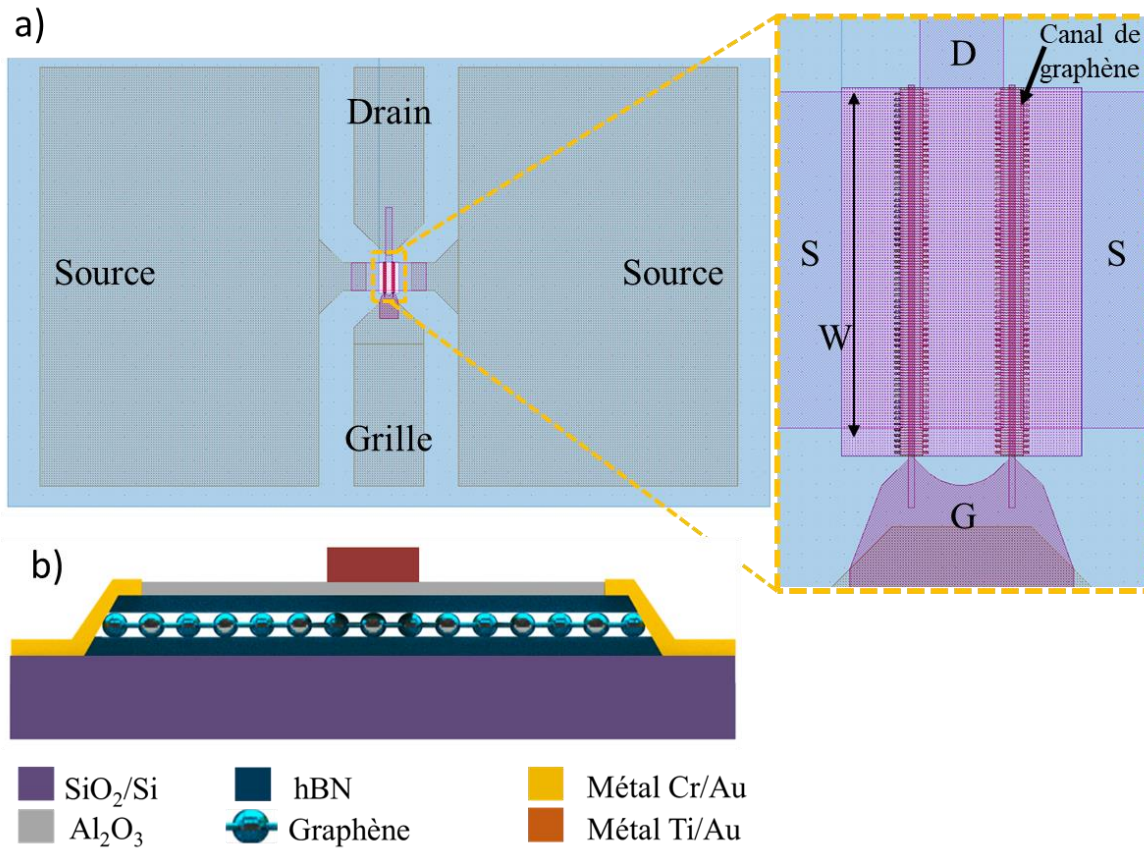 a)
Drain
Source
Source
Grille
Canal de
graphène
D
S
S
W
G
b)
SiO₂/Si
hBN
Métal Cr/Au
Al₂O₃
Graphène
Métal Ti/Au